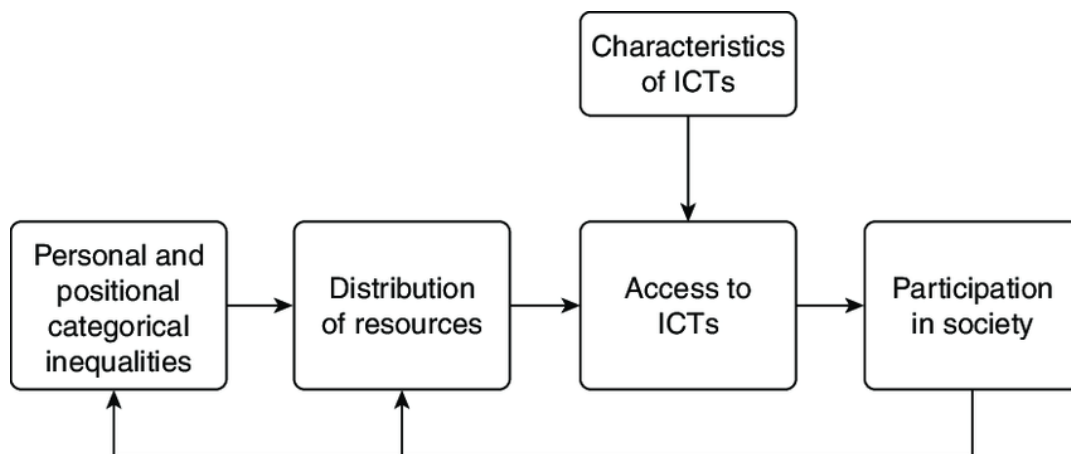 Characteristics
of ICTs
Personal and
positional
categorical
inequalities
Distribution
of resources
Access to
ICTs
Participation
in society